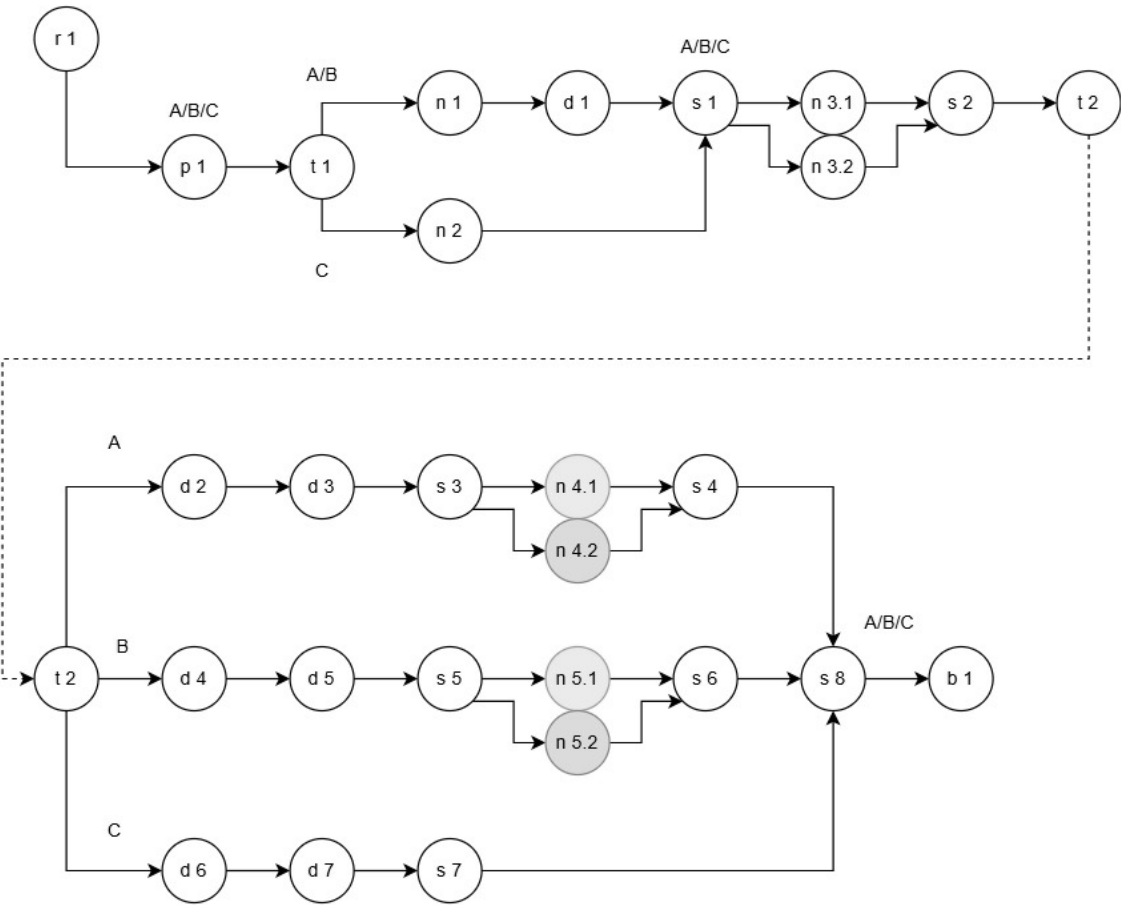 r 1
A/B/C
A/B
A/B/C
n 1
d 1
s 1
n 3.1
s 2
t 2
p 1
t 1
n 3.2
n 2
C
A
d 2
d 3
s 3
n 4.1
s 4
n 4.2
A/B/C
B
t 2
d 4
d 5
s 5
n 5.1
s 6
s 8
b 1
n 5.2
C
d 6
d 7
s 7